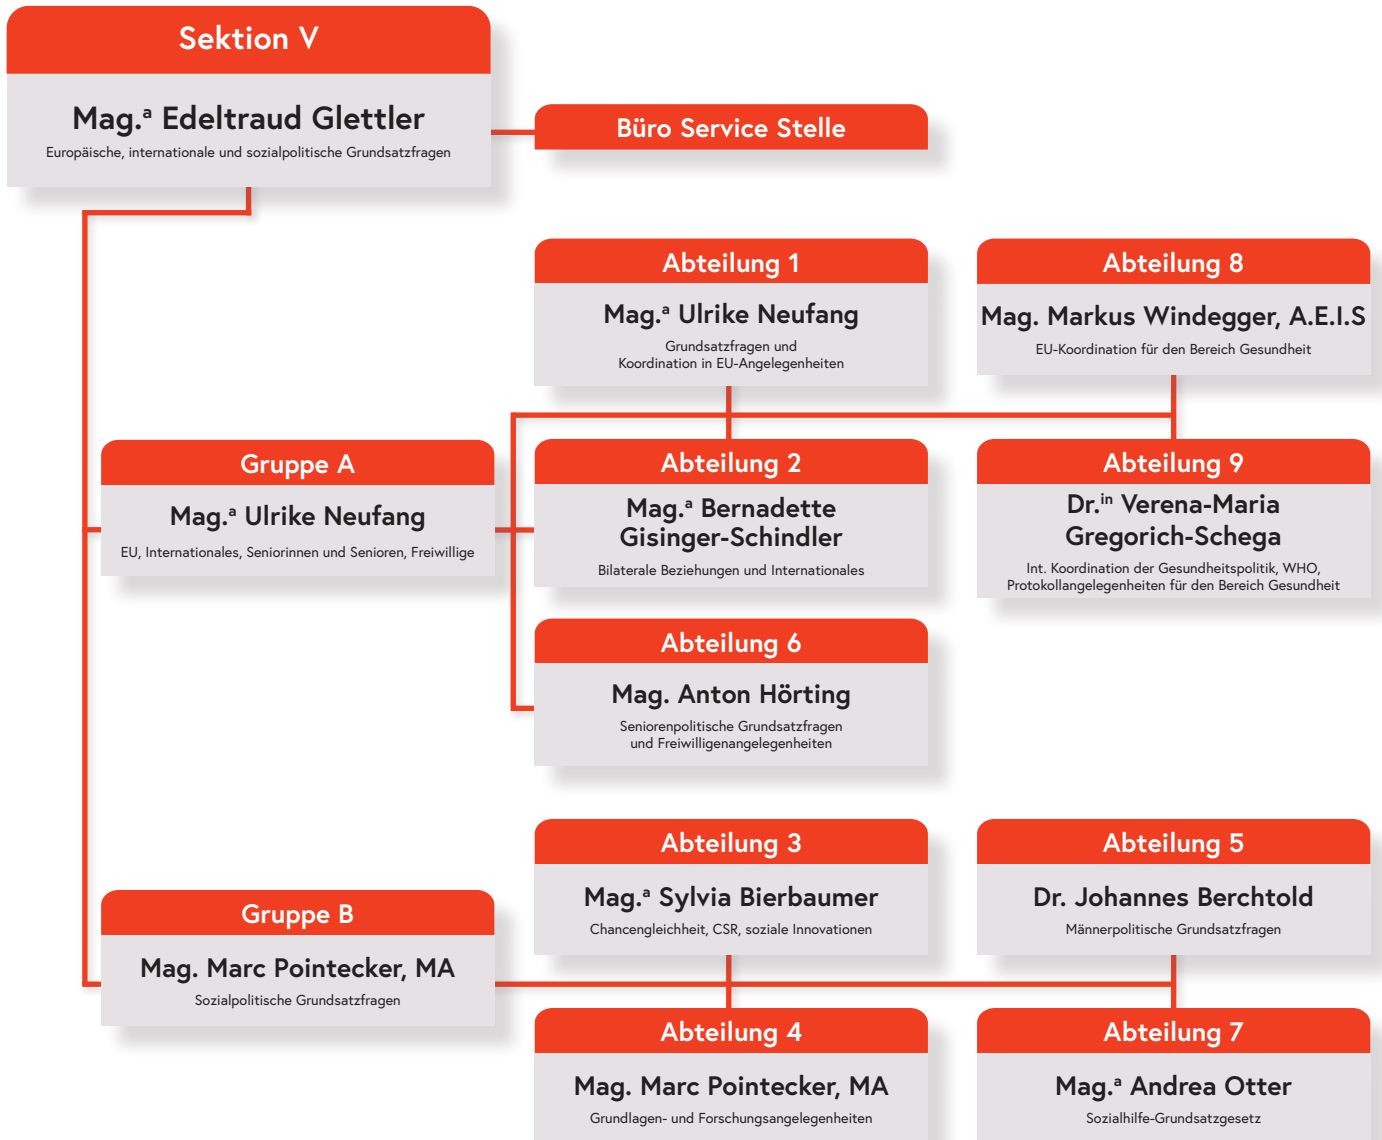 Sektion V
Mag.ª Edeltraud Glettler
Europäische, internationale und sozialpolitische Grundsatzfragen
Büro Service Stelle
Abteilung 1
Mag.ª Ulrike Neufang
Grundsatzfragen und
Koordination in EU-Angelegenheiten
Abteilung 8
Mag. Markus Windegger, A.E.I.S
EU-Koordination für den Bereich Gesundheit
Gruppe A
Mag.ª Ulrike Neufang
EU, Internationales, Seniorinnen und Senioren, Freiwillige
Abteilung 2
Mag.ª Bernadette
Gisinger-Schindler
Bilaterale Beziehungen und Internationales
Abteilung 9
Dr.ⁱⁿ Verena-Maria
Gregorich-Schega
Int. Koordination der Gesundheitspolitik, WHO,
Protokollangelegenheiten für den Bereich Gesundheit
Abteilung 6
Mag. Anton Hörting
Seniorenpolitische Grundsatzfragen
und Freiwilligenangelegenheiten
Gruppe B
Mag. Marc Pointecker, MA
Sozialpolitische Grundsatzfragen
Abteilung 3
Mag.ª Sylvia Bierbaumer
Chancengleichheit, CSR, soziale Innovationen
Abteilung 5
Dr. Johannes Berchtold
Männerpolitische Grundsatzfragen
Abteilung 4
Mag. Marc Pointecker, MA
Grundlagen- und Forschungsangelegenheiten
Abteilung 7
Mag.ª Andrea Otter
Sozialhilfe-Grundsatzgesetz